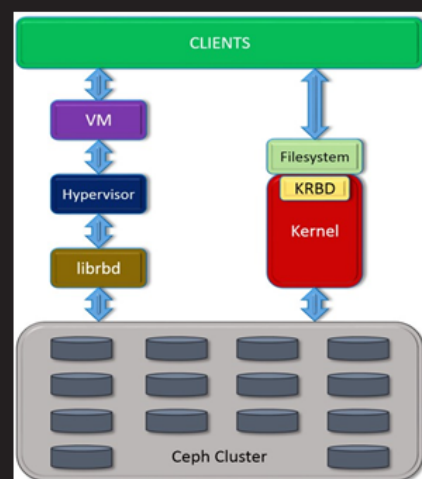 CLIENTS
VM
Hypervisor
librbd
Filesystem
KRBD
Kernel
Ceph Cluster